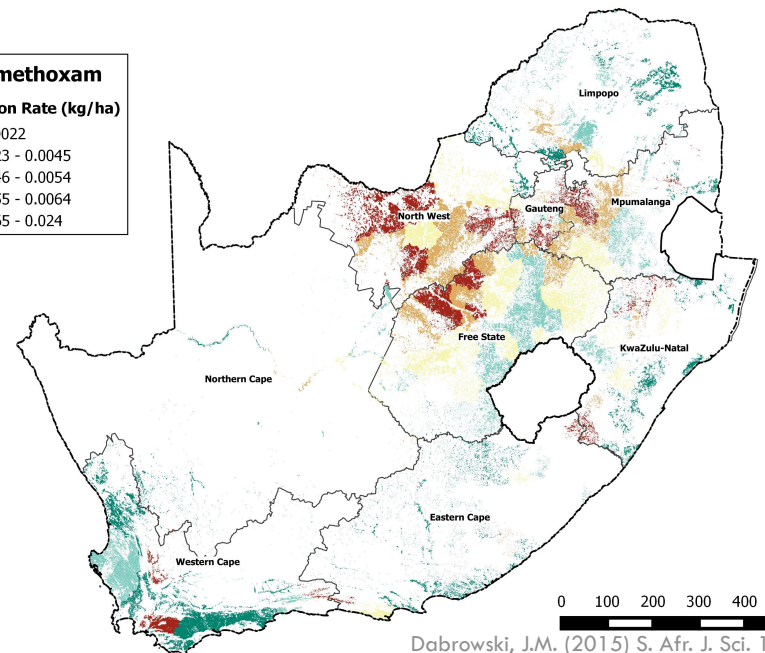 methoxam
on Rate (kg/ha)
0022
23 - 0.0045
46 - 0.0054
55 - 0.0064
65 - 0.024
Limpopo
North West
Gauteng
Mpumalanga
Free State
KwaZulu-Natal
Northern Cape
Eastern Cape
Western Cape
0 100 200 300 400
Dabrowski, J.M. (2015) S. Afr. J. Sci. 1